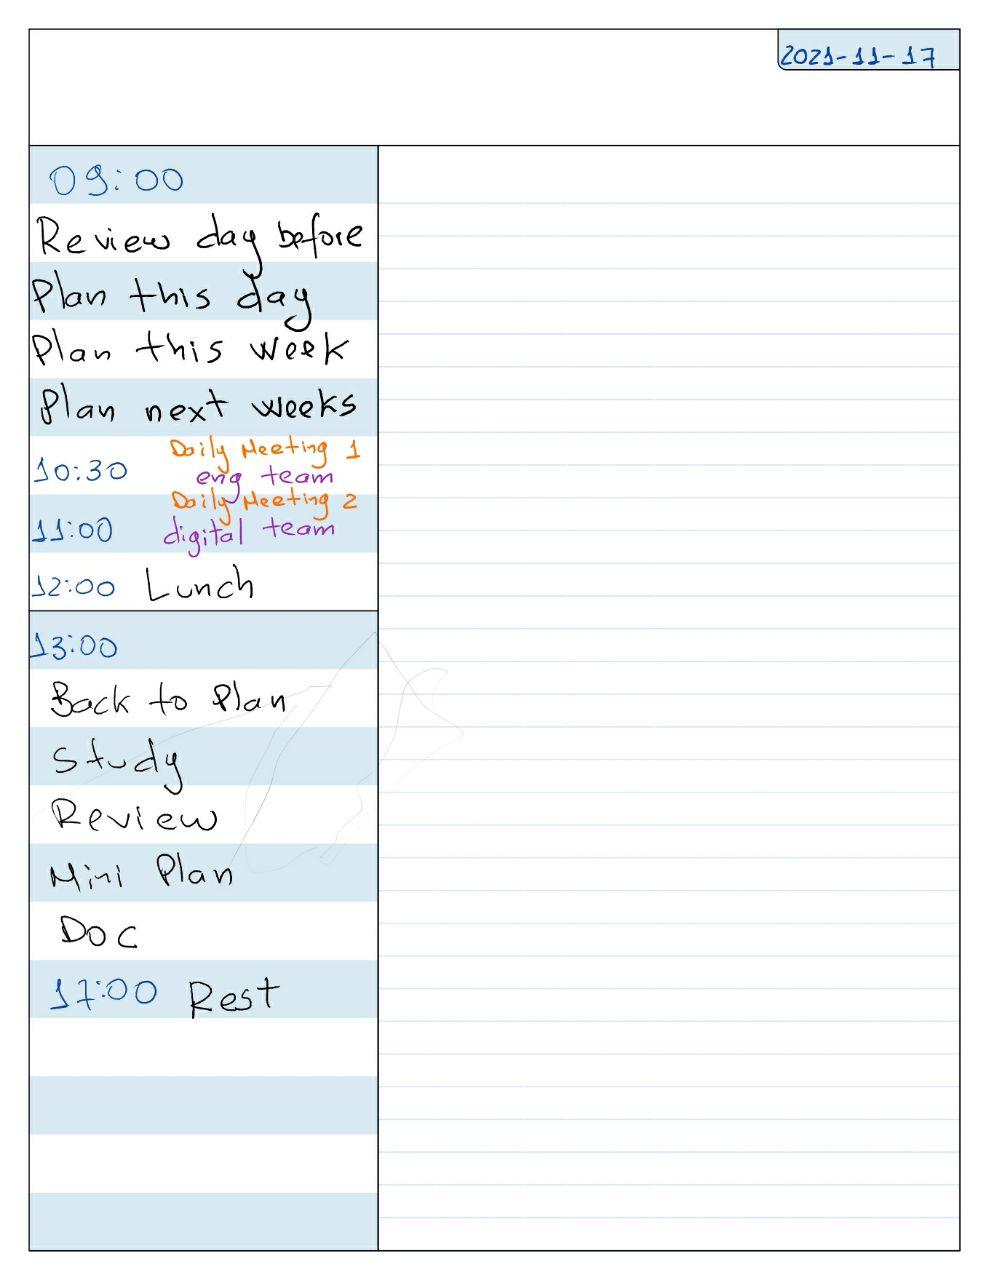 2021-11-17
09:00
Review day before
Plan this day
Plan this week
Plan next weeks
Daily Meeting 1
10:30 eng team
Daily Meeting 2
11:00 digital team
12:00 Lunch
13:00
Back to Plan
Study
Review
Mini Plan
Doc
17:00 Rest